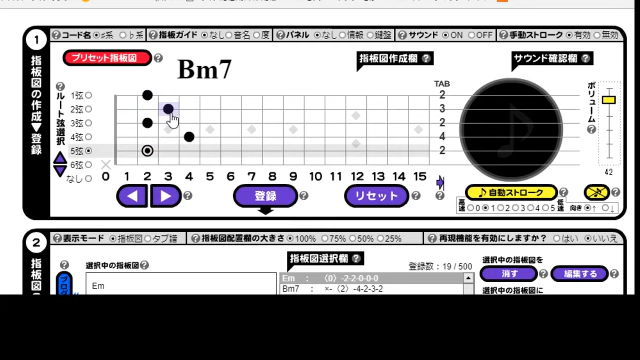 1 ?コード名◉♯系 ○♭系 ?指板ガイド ◉なし○音名○度 ?パネル ◉なし○情報○鍵盤 ?サウンド ◉ON ○OFF ?手動ストローク ◉有効○無効
指板図の作成▼登録
プリセット指板図 ?
Bm7
指板図作成欄 ?
サウンド確認欄 ?
ルート弦選択
TAB
ボリューム
1弦○ 2
2弦○ 3
3弦○ 2
4弦○ 4
5弦◉ 2
6弦○ ×
なし○ 0 1 2 3 4 5 6 7 8 9 10 11 12 13 14 15
42
登録 ?
リセット ?
自動ストローク
高速 ○0◉1○2○3○4○5 低速 向き◉↑ ○↓
2 ?表示モード ◉指板図○タブ譜 ?指板図配置欄の大きさ ◉100% ○75%○50%○25% ?再現機能を有効にしますか? ○はい ◉いいえ
指板図の
選択中の指板図 ?
指板図選択欄 ?
登録数:19 / 500
選択中の指板図を
Em
Em : (0)-2-2-0-0-0
Bm7 : ×-(2)-4-2-3-2
消す ?
編集する ?
選択中の指板図に